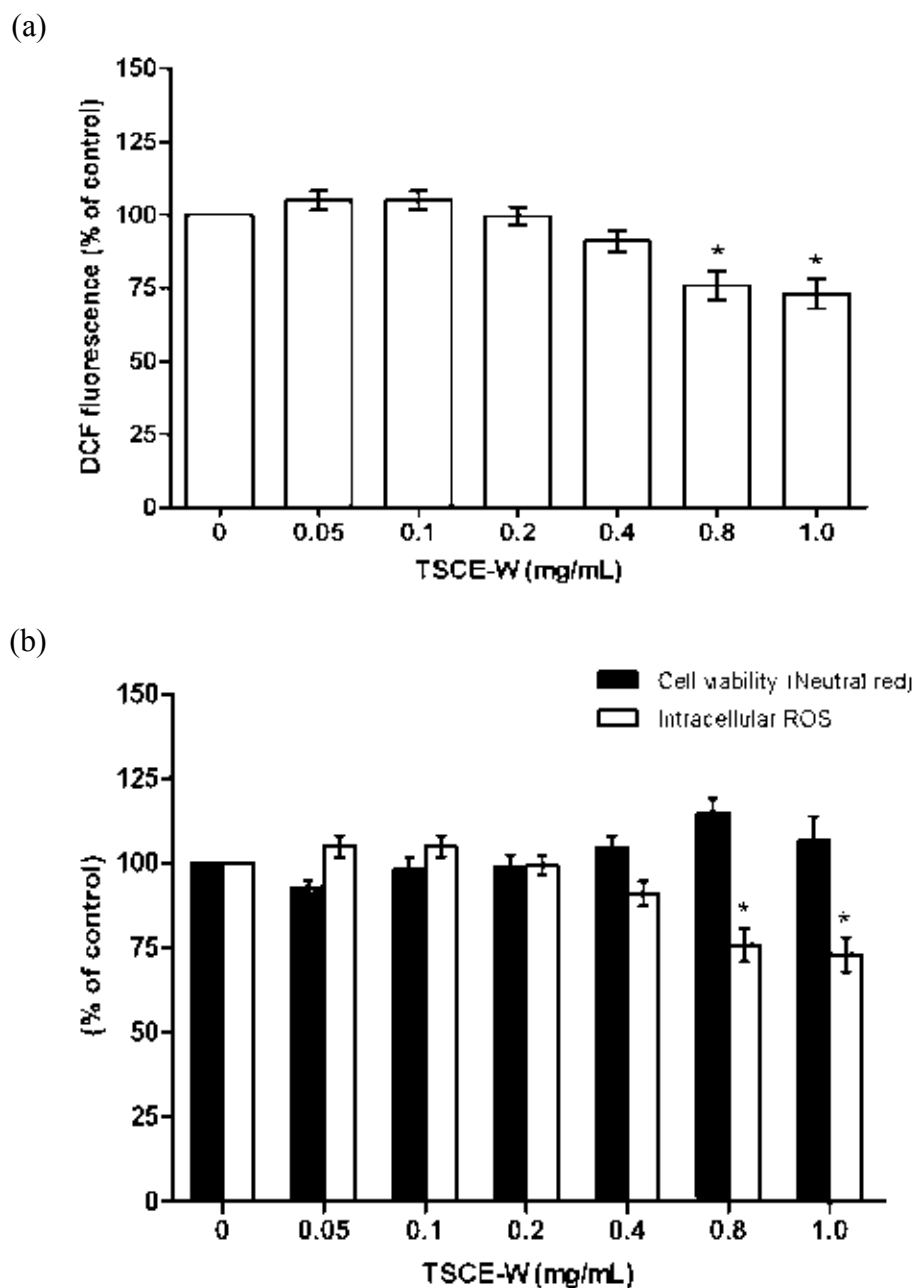 (a)
150
125
100
75
50
25
0
DCF fluorescence (% of control)
*
*
0 0.05 0.1 0.2 0.4 0.8 1.0
TSCE-W (mg/mL)
(b)
Cell viability (Neutral red)
Intracellular ROS
150
125
100
75
50
25
0
(% of control)
*
*
0 0.05 0.1 0.2 0.4 0.8 1.0
TSCE-W (mg/mL)